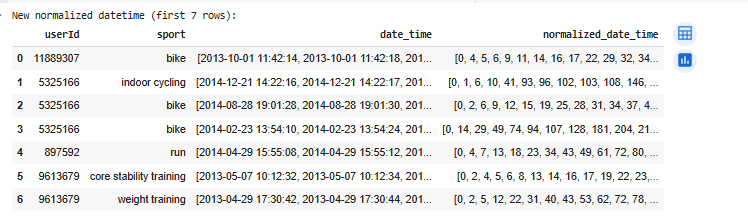 New normalized datetime (first 7 rows):
userId sport date_time normalized_date_time
0 11889307 bike [2013-10-01 11:42:14, 2013-10-01 11:42:18, 201... [0, 4, 5, 6, 9, 11, 14, 16, 17, 22, 29, 32, 34...
1 5325166 indoor cycling [2014-12-21 14:22:16, 2014-12-21 14:22:17, 201... [0, 1, 6, 10, 41, 93, 96, 102, 103, 108, 146, ...
2 5325166 bike [2014-08-28 19:01:28, 2014-08-28 19:01:30, 201... [0, 2, 6, 9, 12, 15, 19, 25, 28, 31, 34, 37, 4...
3 5325166 bike [2014-02-23 13:54:10, 2014-02-23 13:54:24, 201... [0, 14, 29, 49, 74, 94, 107, 128, 181, 204, 21...
4 897592 run [2014-04-29 15:55:08, 2014-04-29 15:55:12, 201... [0, 4, 7, 13, 18, 23, 34, 43, 49, 61, 72, 80, ...
5 9613679 core stability training [2013-05-07 10:12:32, 2013-05-07 10:12:34, 201... [0, 2, 4, 5, 6, 8, 13, 14, 16, 17, 19, 22, 23,...
6 9613679 weight training [2013-04-29 17:30:42, 2013-04-29 17:30:44, 201... [0, 2, 5, 12, 22, 31, 40, 43, 53, 62, 72, 78, ...